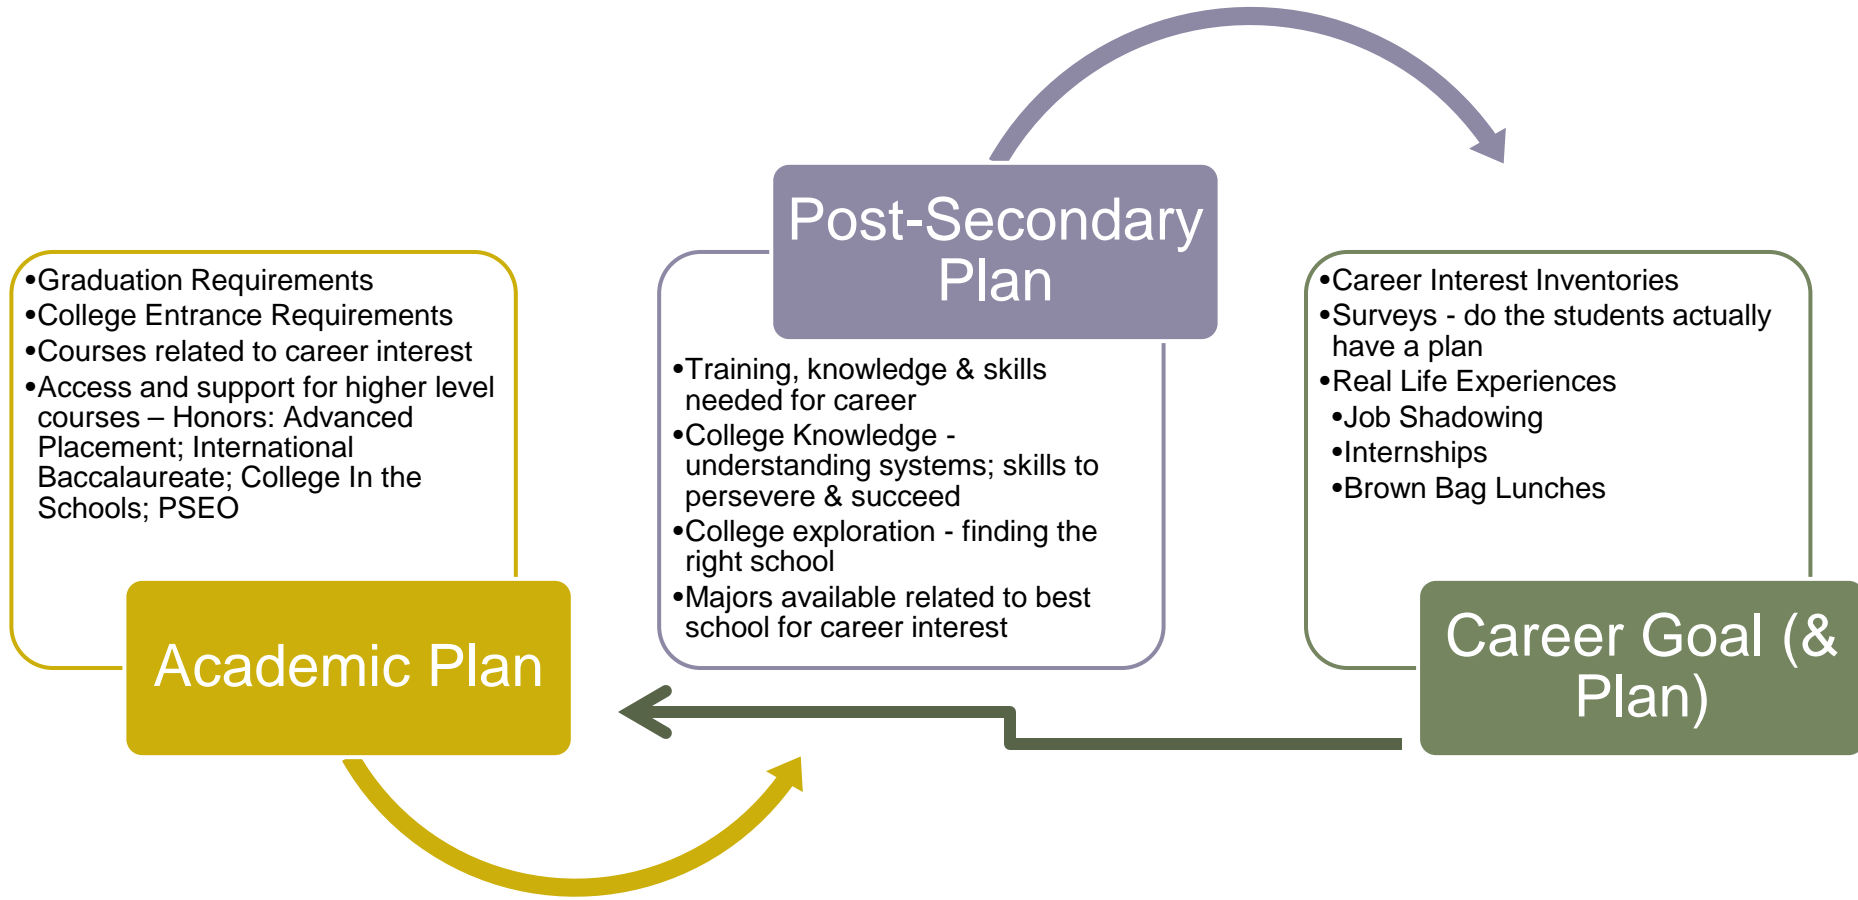 •Graduation Requirements
•College Entrance Requirements
•Courses related to career interest
•Access and support for higher level
courses – Honors: Advanced
Placement; International
Baccalaureate; College In the
Schools; PSEO
Academic Plan
Post-Secondary
Plan
•Training, knowledge & skills
needed for career
•College Knowledge -
understanding systems; skills to
persevere & succeed
•College exploration - finding the
right school
•Majors available related to best
school for career interest
•Career Interest Inventories
•Surveys - do the students actually
have a plan
•Real Life Experiences
•Job Shadowing
•Internships
•Brown Bag Lunches
Career Goal (&
Plan)